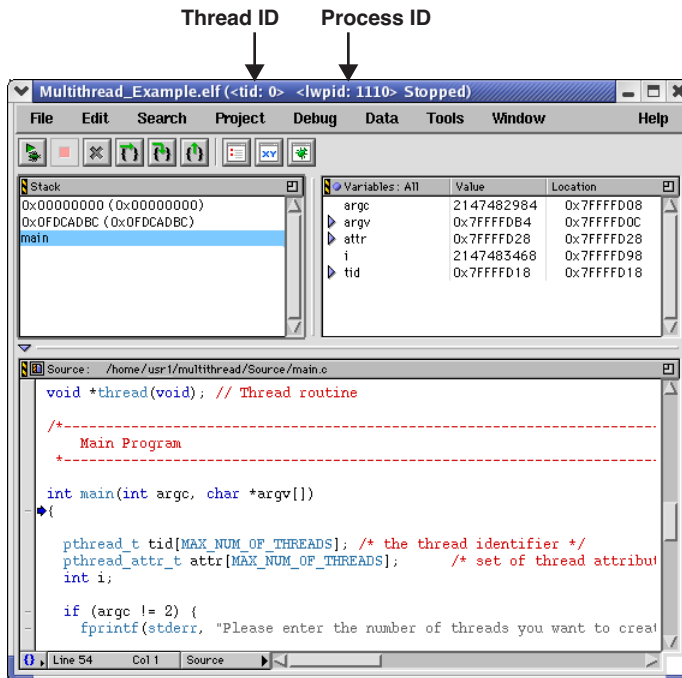 Thread ID Process ID
Multithread_Example.elf (<tid: 0> <lwpid: 1110> Stopped)
File Edit Search Project Debug Data Tools Window Help
Stack
0x00000000 (0x00000000)
0x0FDCADBC (0x0FDCADBC)
main
Variables: All Value Location
argc 2147482984 0x7FFFFD08
argv 0x7FFFFDB4 0x7FFFFD0C
attr 0x7FFFFD28 0x7FFFFD28
i 2147483468 0x7FFFFD98
tid 0x7FFFFD18 0x7FFFFD18
Source: /home/usr1/multithread/Source/main.c
void *thread(void); // Thread routine
/*-----------------------------------------------------------------
Main Program
*-----------------------------------------------------------------
int main(int argc, char *argv[])
{
pthread_t tid[MAX_NUM_OF_THREADS]; /* the thread identifier */
pthread_attr_t attr[MAX_NUM_OF_THREADS]; /* set of thread attribut
int i;
if (argc != 2) {
fprintf(stderr, "Please enter the number of threads you want to creat
Line 54 Col 1 Source